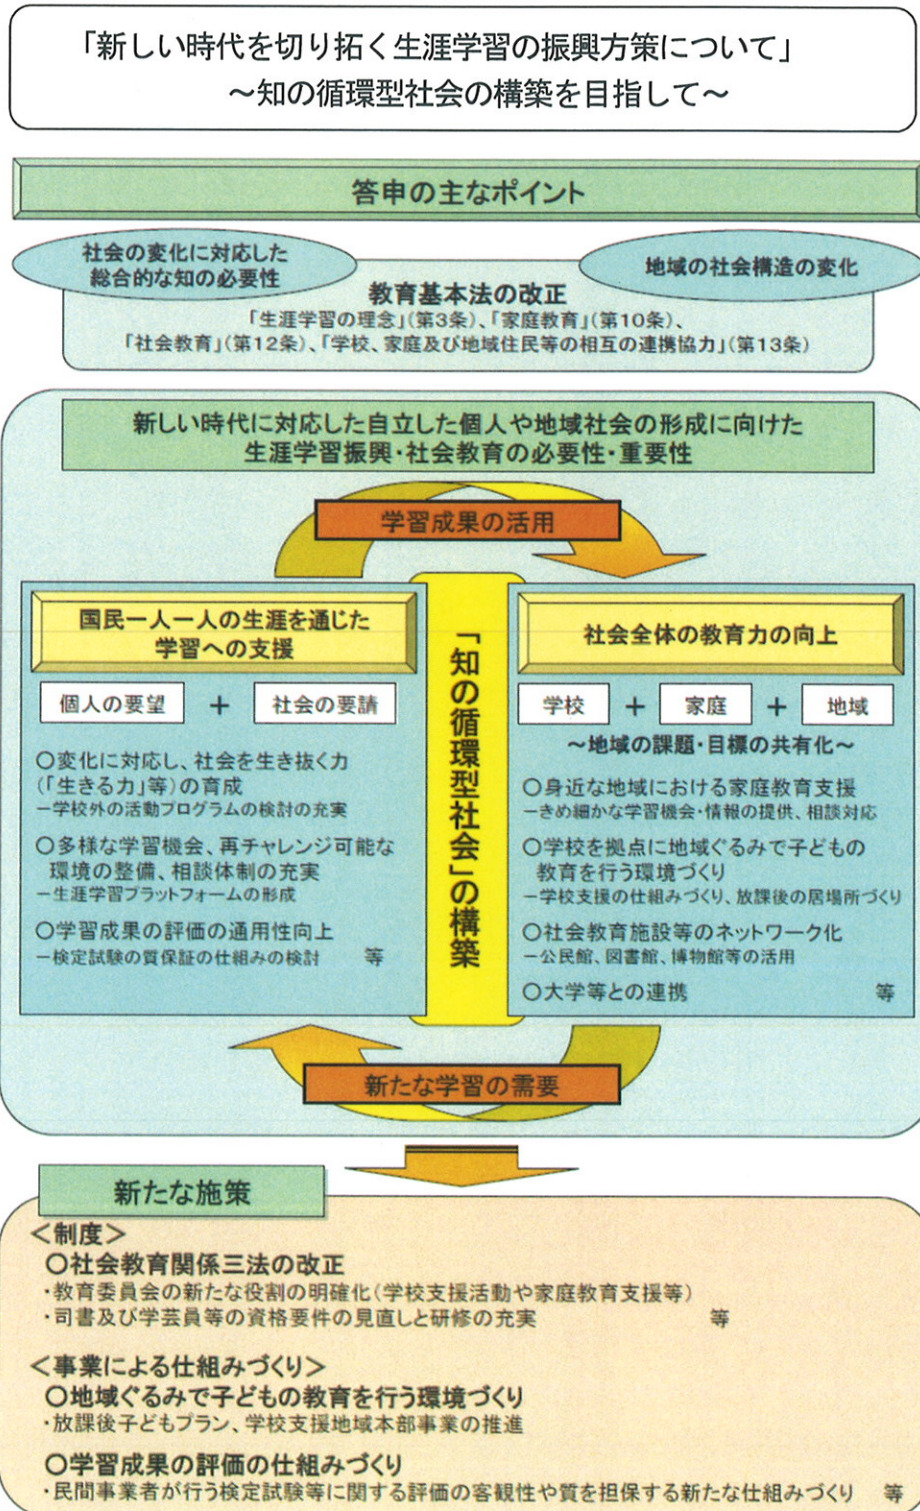 「新しい時代を切り拓く生涯学習の振興方策について」
～知の循環型社会の構築を目指して～
答申の主なポイント
社会の変化に対応した
総合的な知の必要性
地域の社会構造の変化
教育基本法の改正
「生涯学習の理念」(第3条)、「家庭教育」(第10条)、
「社会教育」(第12条)、「学校、家庭及び地域住民等の相互の連携協力」(第13条)
新しい時代に対応した自立した個人や地域社会の形成に向けた
生涯学習振興・社会教育の必要性・重要性
学習成果の活用
国民一人一人の生涯を通じた
学習への支援
個人の要望 + 社会の要請
○変化に対応し、社会を生き抜く力
(「生きる力」等)の育成
－学校外の活動プログラムの検討の充実
○多様な学習機会、再チャレンジ可能な
環境の整備、相談体制の充実
－生涯学習プラットフォームの形成
○学習成果の評価の通用性向上
－検定試験の質保証の仕組みの検討 等
「知の循環型社会」の構築
社会全体の教育力の向上
学校 + 家庭 + 地域
～地域の課題・目標の共有化～
○身近な地域における家庭教育支援
－きめ細かな学習機会・情報の提供、相談対応
○学校を拠点に地域ぐるみで子どもの
教育を行う環境づくり
－学校支援の仕組みづくり、放課後の居場所づくり
○社会教育施設等のネットワーク化
－公民館、図書館、博物館等の活用
○大学等との連携 等
新たな学習の需要
新たな施策
＜制度＞
○社会教育関係三法の改正
・教育委員会の新たな役割の明確化(学校支援活動や家庭教育支援等)
・司書及び学芸員等の資格要件の見直しと研修の充実 等
＜事業による仕組みづくり＞
○地域ぐるみで子どもの教育を行う環境づくり
・放課後子どもプラン、学校支援地域本部事業の推進
○学習成果の評価の仕組みづくり
・民間事業者が行う検定試験等に関する評価の客観性や質を担保する新たな仕組みづくり 等